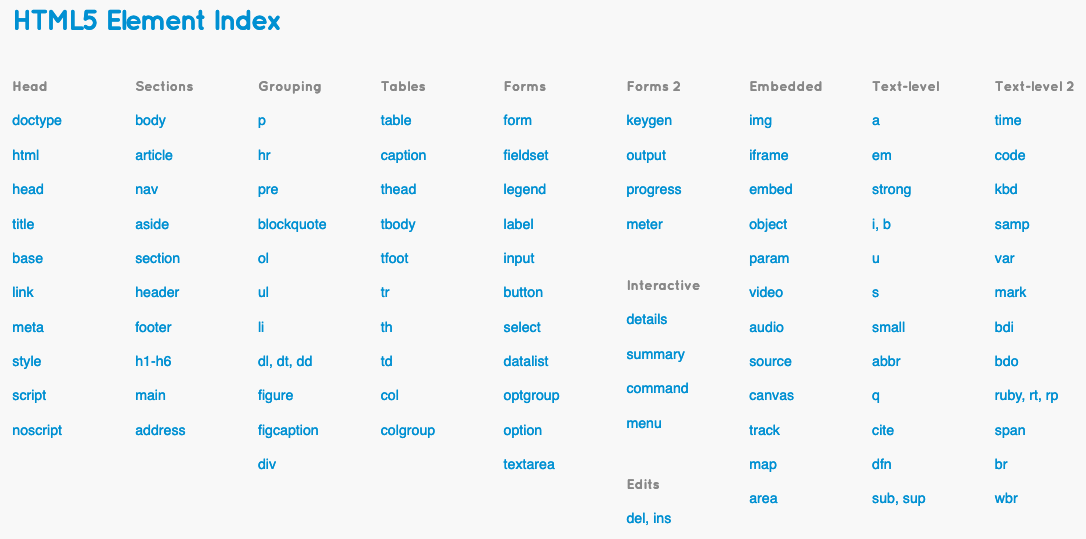 HTML5 Element Index
Head
doctype
html
head
title
base
link
meta
style
script
noscript
Sections
body
article
nav
aside
section
header
footer
h1-h6
main
address
Grouping
p
hr
pre
blockquote
ol
ul
li
dl, dt, dd
figure
figcaption
div
Tables
table
caption
thead
tbody
tfoot
tr
th
td
col
colgroup
Forms
form
fieldset
legend
label
input
button
select
datalist
optgroup
option
textarea
Forms 2
keygen
output
progress
meter
Interactive
details
summary
command
menu
Edits
del, ins
Embedded
img
iframe
embed
object
param
video
audio
source
canvas
track
map
area
Text-level
a
em
strong
i, b
u
s
small
abbr
q
cite
dfn
sub, sup
Text-level 2
time
code
kbd
samp
var
mark
bdi
bdo
ruby, rt, rp
span
br
wbr